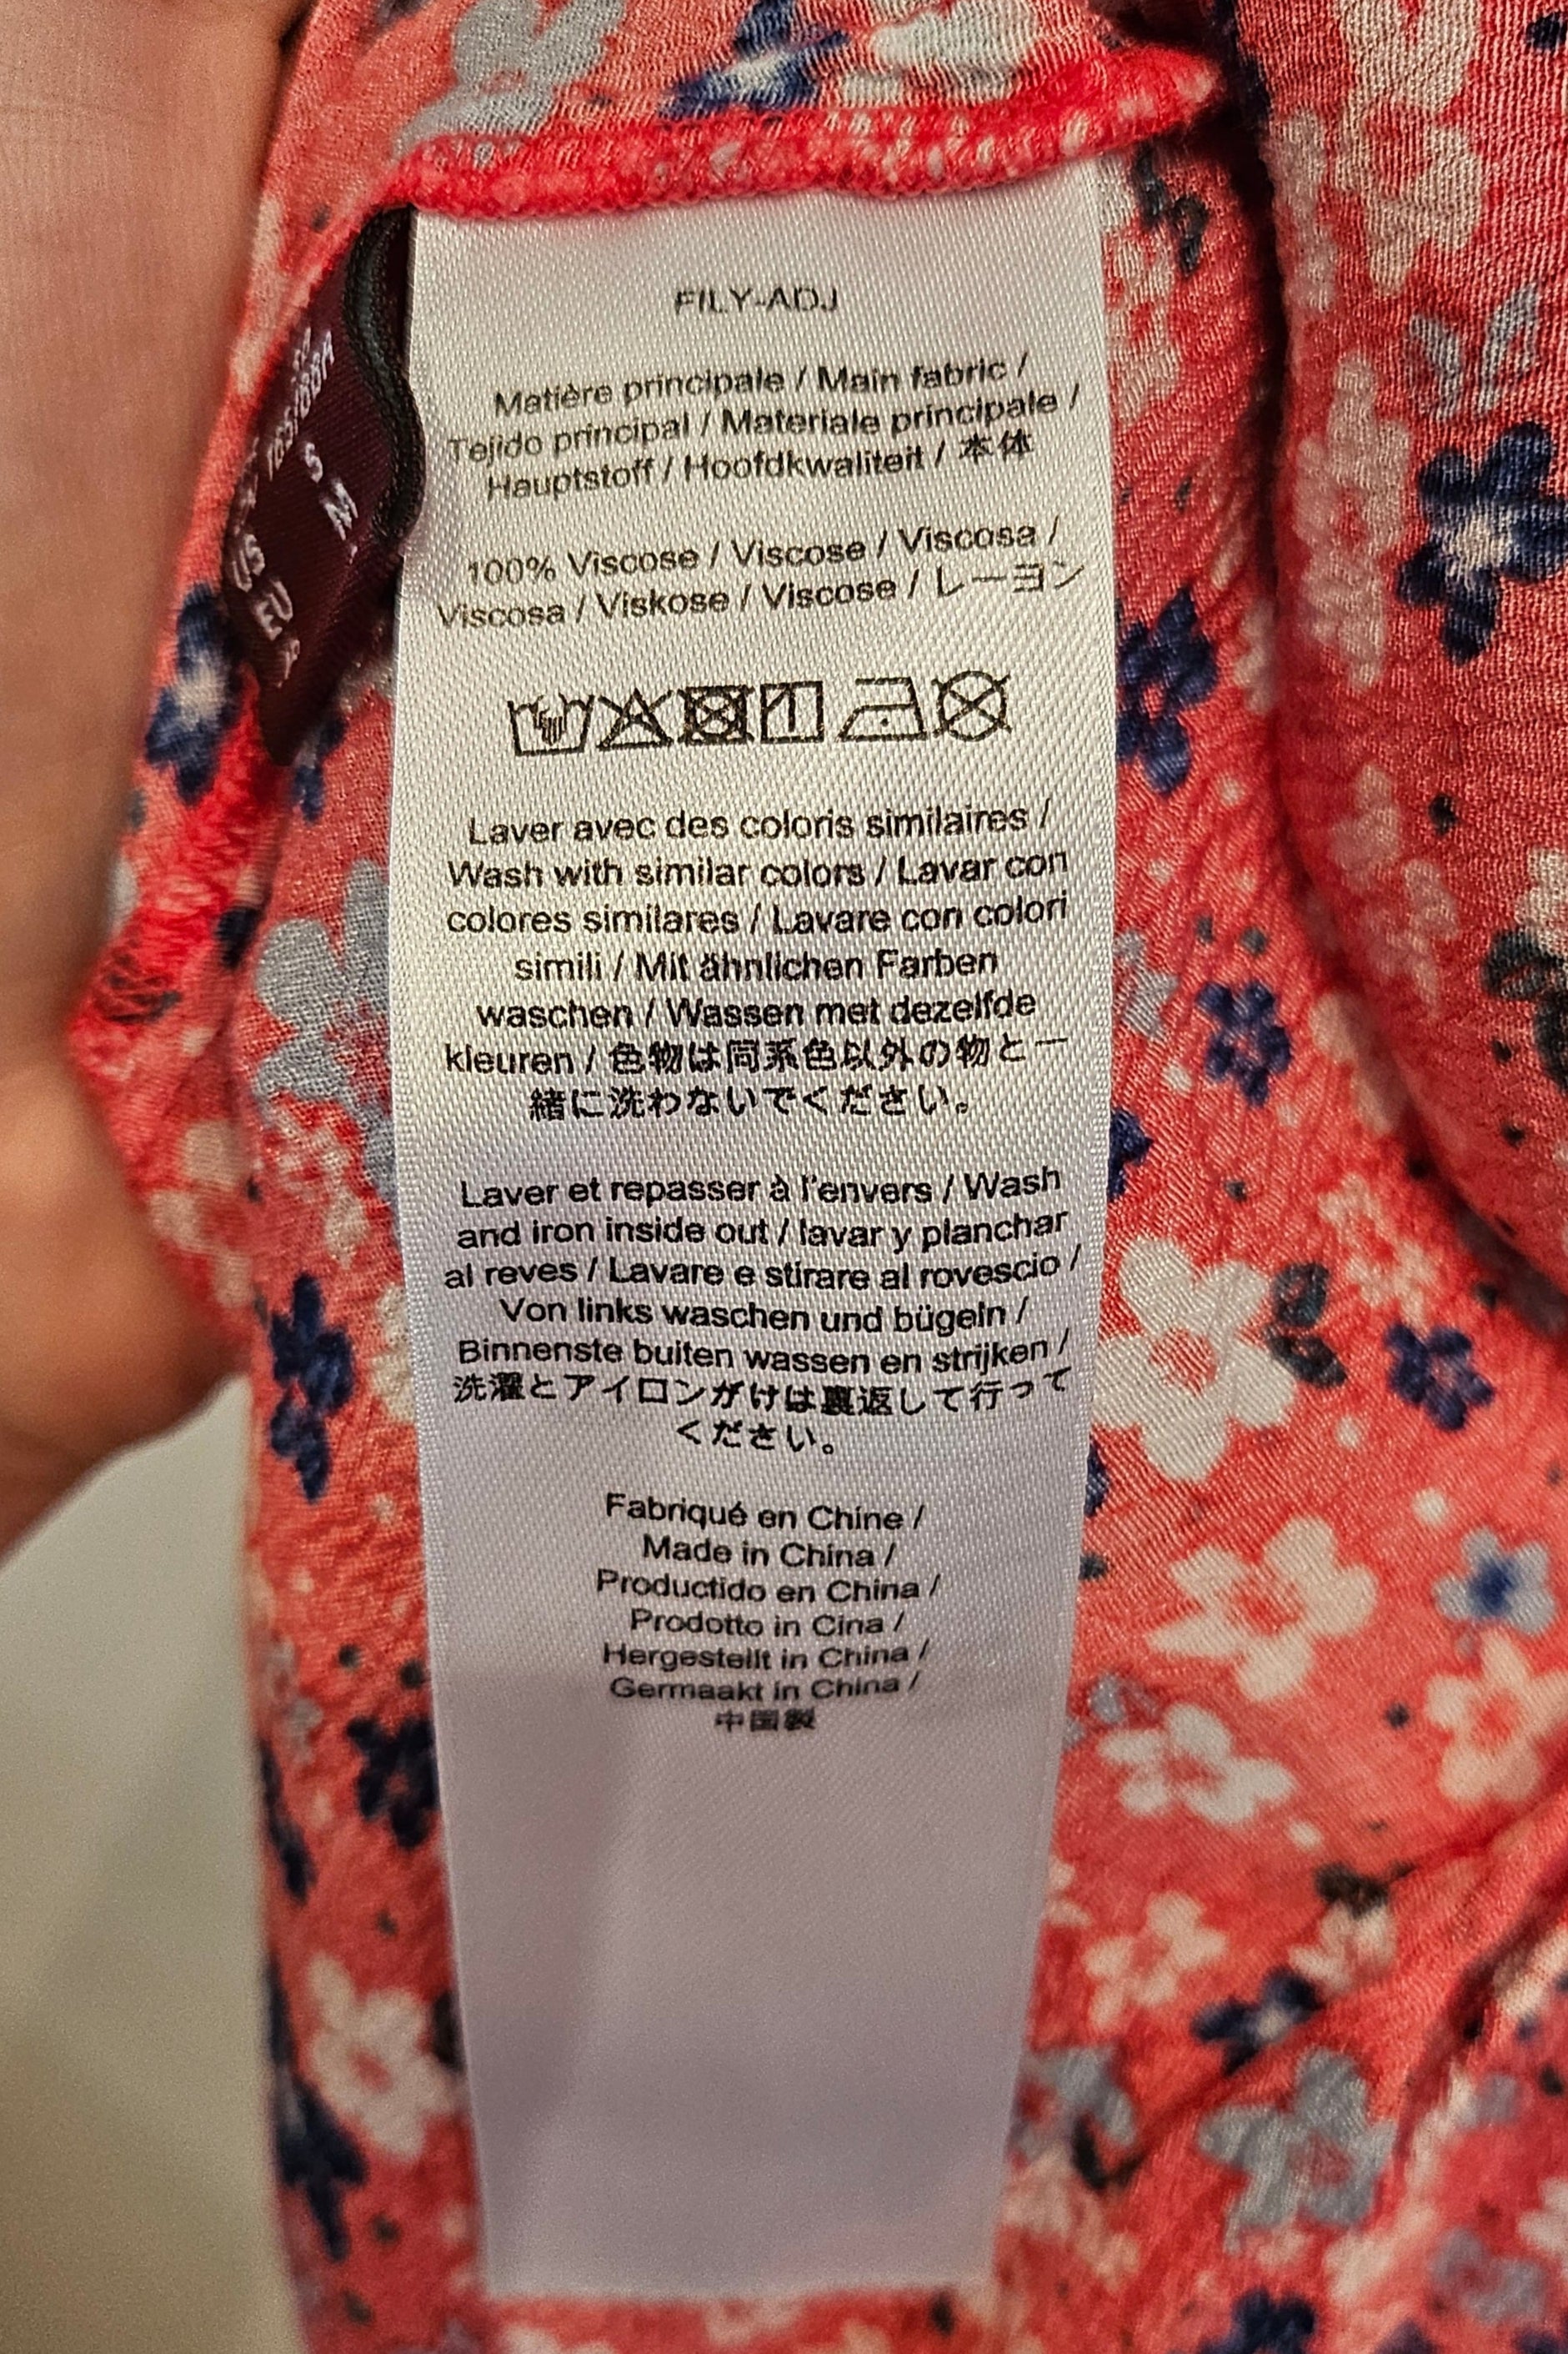 FILY-ADJ
Matière principale / Main fabric /
Tejido principal / Materiale principale /
Hauptstoff / Hoofdkwaliteit / 本体
100% Viscose / Viscose / Viscosa /
Viscosa / Viskose / Viscose / レーヨン
Laver avec des coloris similaires /
Wash with similar colors / Lavar con
colores similares / Lavare con colori
simili / Mit ähnlichen Farben
waschen / Wassen met dezelfde
kleuren / 色物は同系色以外の物と一
緒に洗わないでください。
Laver et repasser à l'envers / Wash
and iron inside out / lavar y planchar
al reves / Lavare e stirare al rovescio /
Von links waschen und bügeln /
Binnenste buiten wassen en strijken /
洗濯とアイロンがけは裏返して行って
ください。
Fabriqué en Chine /
Made in China /
Productido en China /
Prodotto in Cina /
Hergestellt in China /
Germaakt in China /
中国製
US S
EU M